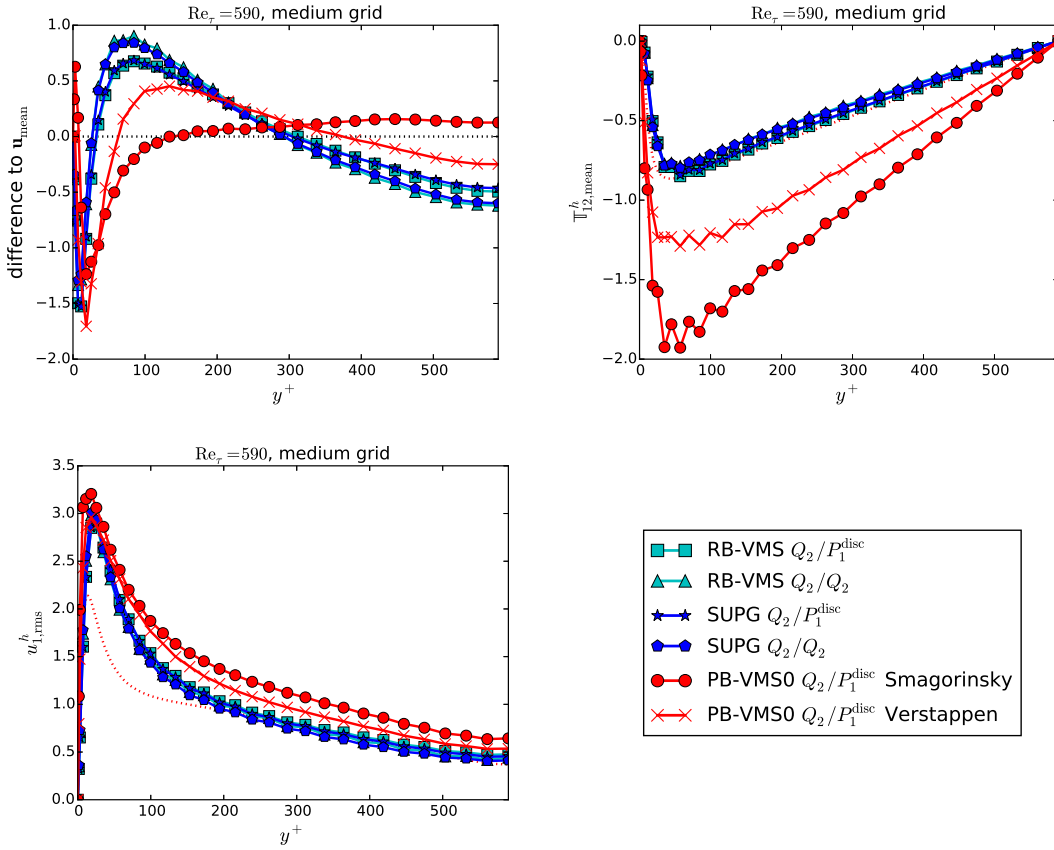 Re_τ = 590, medium grid
1.0
0.5
0.0
−0.5
−1.0
−1.5
−2.0
difference to u_mean
0 100 200 300 400 500
y^+
Re_τ = 590, medium grid
0.0
−0.5
−1.0
−1.5
−2.0
𝕋^h_{12,mean}
0 100 200 300 400 500
y^+
Re_τ = 590, medium grid
3.5
3.0
2.5
2.0
1.5
1.0
0.5
0.0
u^h_{1,rms}
0 100 200 300 400 500
y^+
RB-VMS Q_2/P_1^disc
RB-VMS Q_2/Q_2
SUPG Q_2/P_1^disc
SUPG Q_2/Q_2
PB-VMS0 Q_2/P_1^disc Smagorinsky
PB-VMS0 Q_2/P_1^disc Verstappen